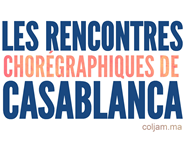 LES RENCONTRES
CHORÉGRAPHIQUES DE
CASABLANCA
coljam.ma